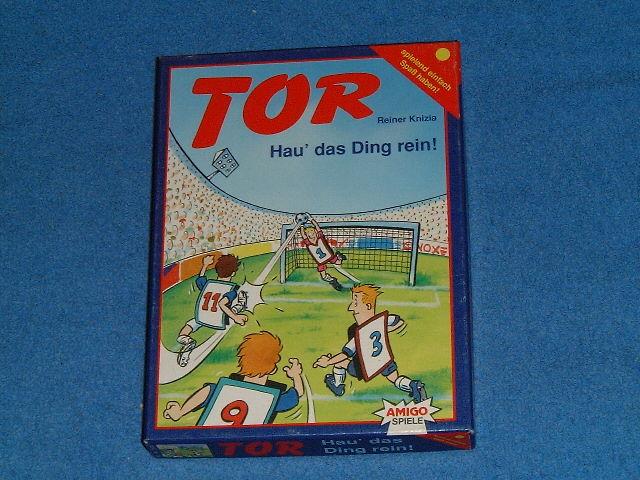 spielend einfach
Spaß haben!
TOR
Reiner Knizia
Hau' das Ding rein!
1
11
3
9
AMIGO
SPIELE
TOR
Hau' das
Ding rein!